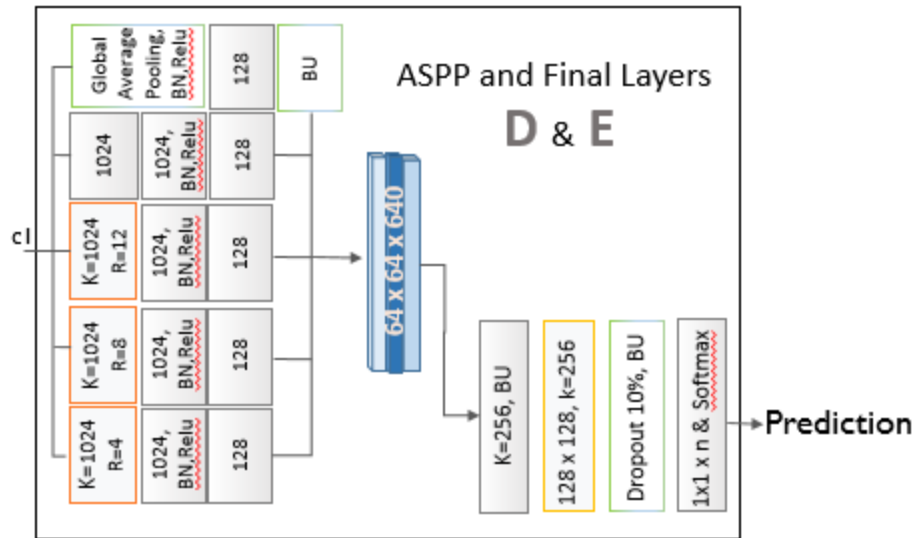 ASPP and Final Layers
D & E
Global
Average
Pooling,
BN,Relu
128
BU
1024
1024,
BN,Relu
128
cl
K=1024
R=12
1024,
BN,Relu
128
K=1024
R=8
1024,
BN,Relu
128
K=1024
R=4
1024,
BN,Relu
128
64 x 64 x 640
K=256, BU
128 x 128, k=256
Dropout 10%, BU
1x1 x n & Softmax
Prediction